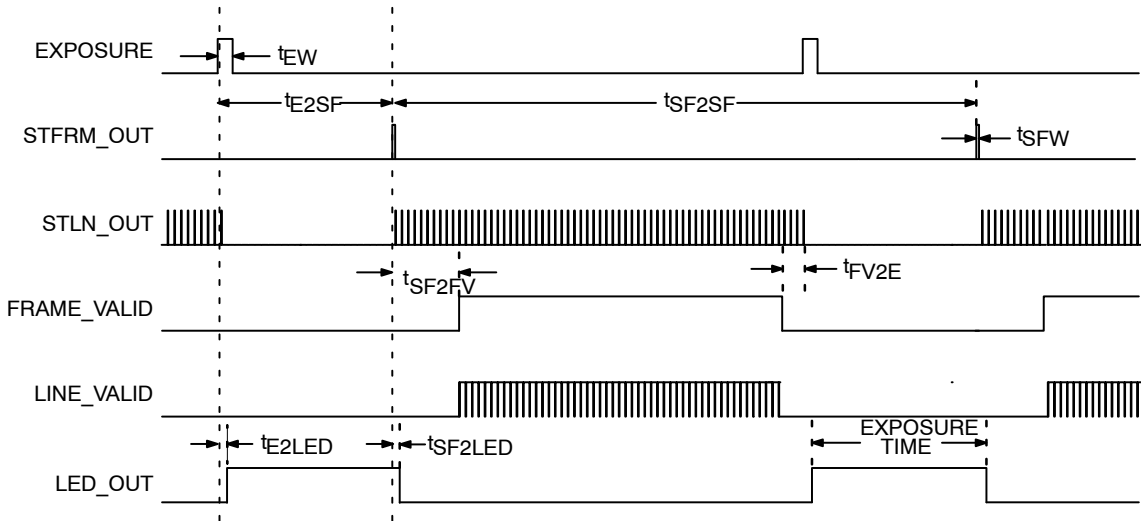 EXPOSURE
tEW
tE2SF
tSF2SF
STFRM_OUT
tSFW
STLN_OUT
tSF2FV
tFV2E
FRAME_VALID
LINE_VALID
tE2LED
tSF2LED
EXPOSURE
TIME
LED_OUT